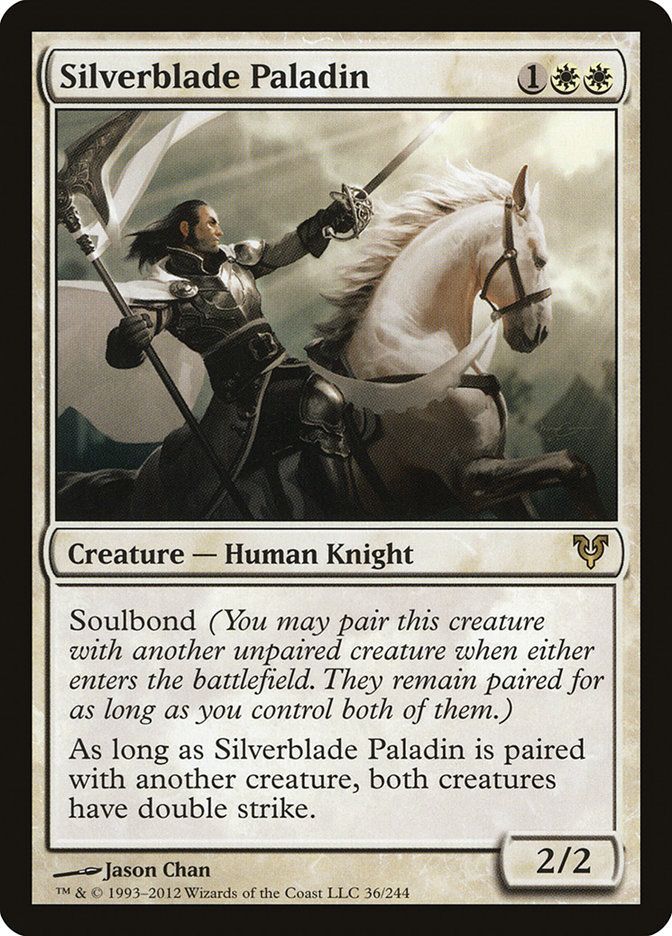 Silverblade Paladin 1
Creature — Human Knight
Soulbond (You may pair this creature
with another unpaired creature when either
enters the battlefield. They remain paired for
as long as you control both of them.)
As long as Silverblade Paladin is paired
with another creature, both creatures
have double strike.
2/2
Jason Chan
™ & © 1993–2012 Wizards of the Coast LLC 36/244